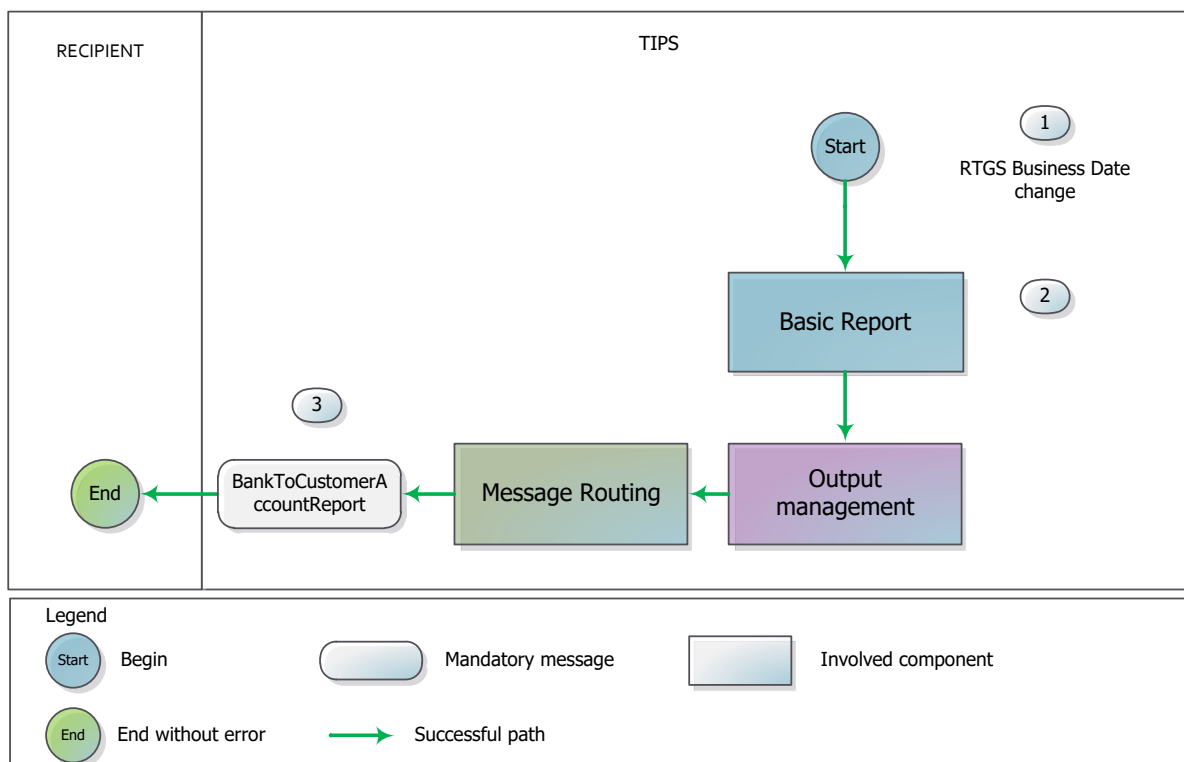 RECIPIENT
TIPS
Start
1
RTGS Business Date
change
Basic Report
2
3
End
BankToCustomerA
ccountReport
Message Routing
Output
management
Legend
Start
Begin
Mandatory message
Involved component
End
End without error
Successful path